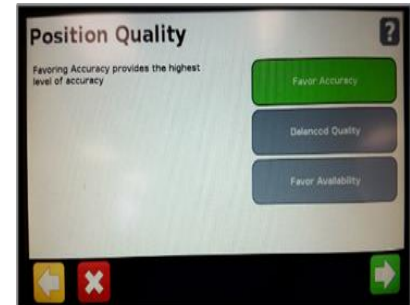 Position Quality
?
Favoring Accuracy provides the highest
level of accuracy
Favor Accuracy
Balanced Quality
Favor Availability